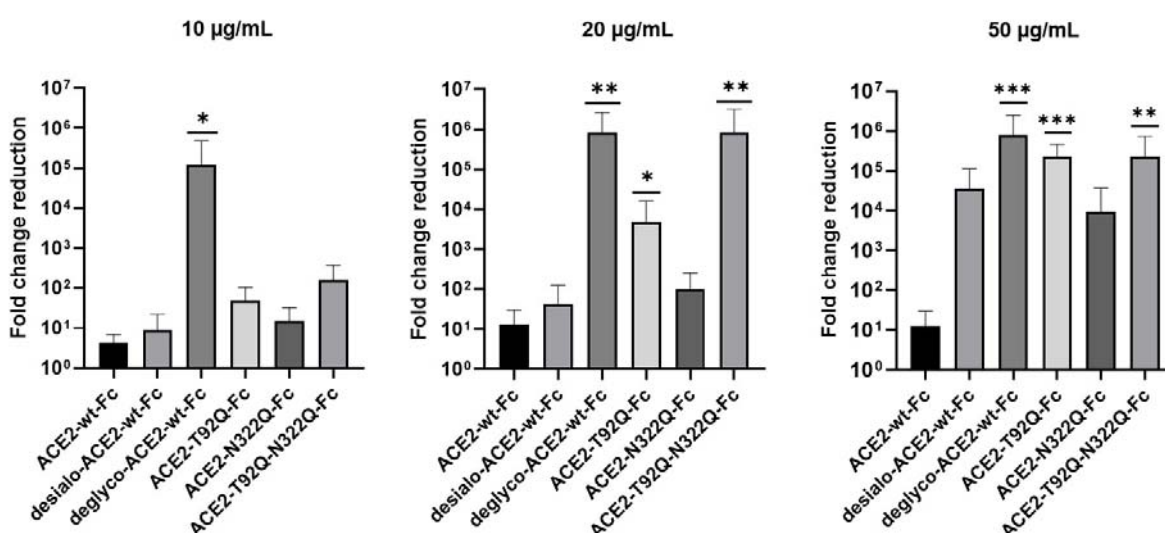 10 µg/mL
Fold change reduction
10⁷
10⁶
10⁵
10⁴
10³
10²
10¹
10⁰
*
ACE2-wt-Fc
desialo-ACE2-wt-Fc
deglyco-ACE2-wt-Fc
ACE2-T92Q-Fc
ACE2-N322Q-Fc
ACE2-T92Q-N322Q-Fc
20 µg/mL
Fold change reduction
10⁷
10⁶
10⁵
10⁴
10³
10²
10¹
10⁰
**
*
**
ACE2-wt-Fc
desialo-ACE2-wt-Fc
deglyco-ACE2-wt-Fc
ACE2-T92Q-Fc
ACE2-N322Q-Fc
ACE2-T92Q-N322Q-Fc
50 µg/mL
Fold change reduction
10⁷
10⁶
10⁵
10⁴
10³
10²
10¹
10⁰
***
***
**
ACE2-wt-Fc
desialo-ACE2-wt-Fc
deglyco-ACE2-wt-Fc
ACE2-T92Q-Fc
ACE2-N322Q-Fc
ACE2-T92Q-N322Q-Fc